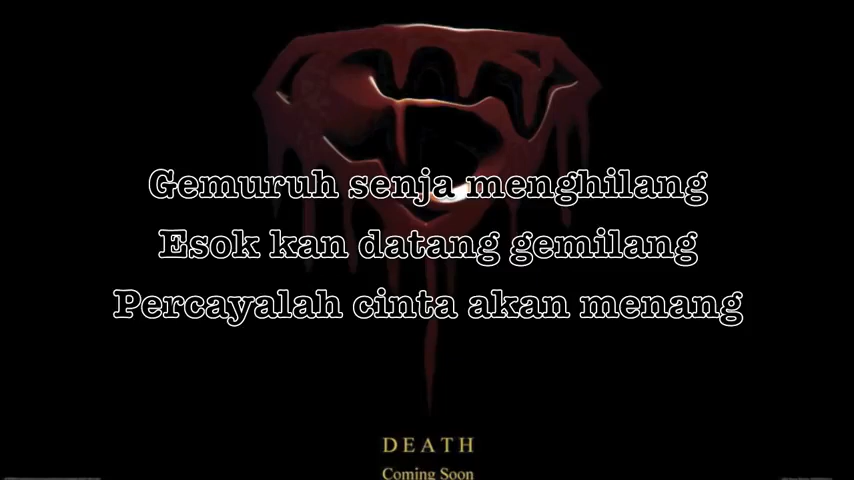 Gemuruh senja menghilang
Esok kan datang gemilang
Percayalah cinta akan menang
DEATH
Coming Soon